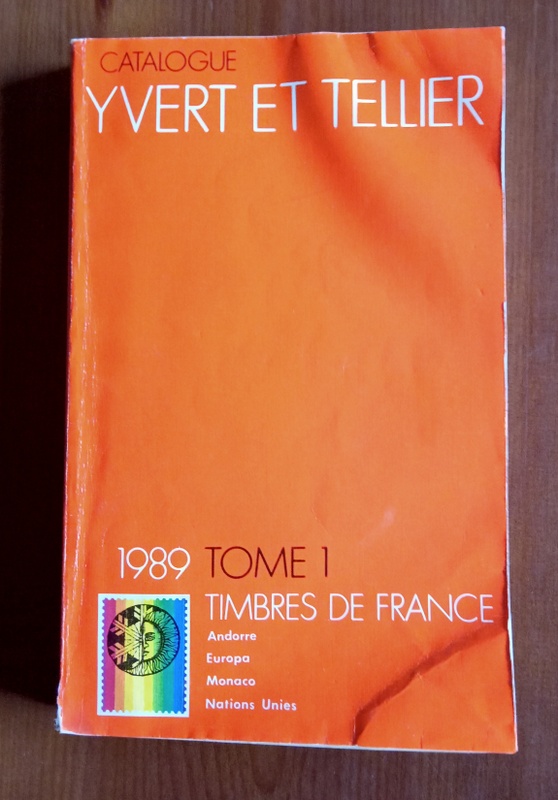 CATALOGUE
YVERT ET TELLIER
1989 TOME 1
TIMBRES DE FRANCE
Andorre
Europa
Monaco
Nations Unies